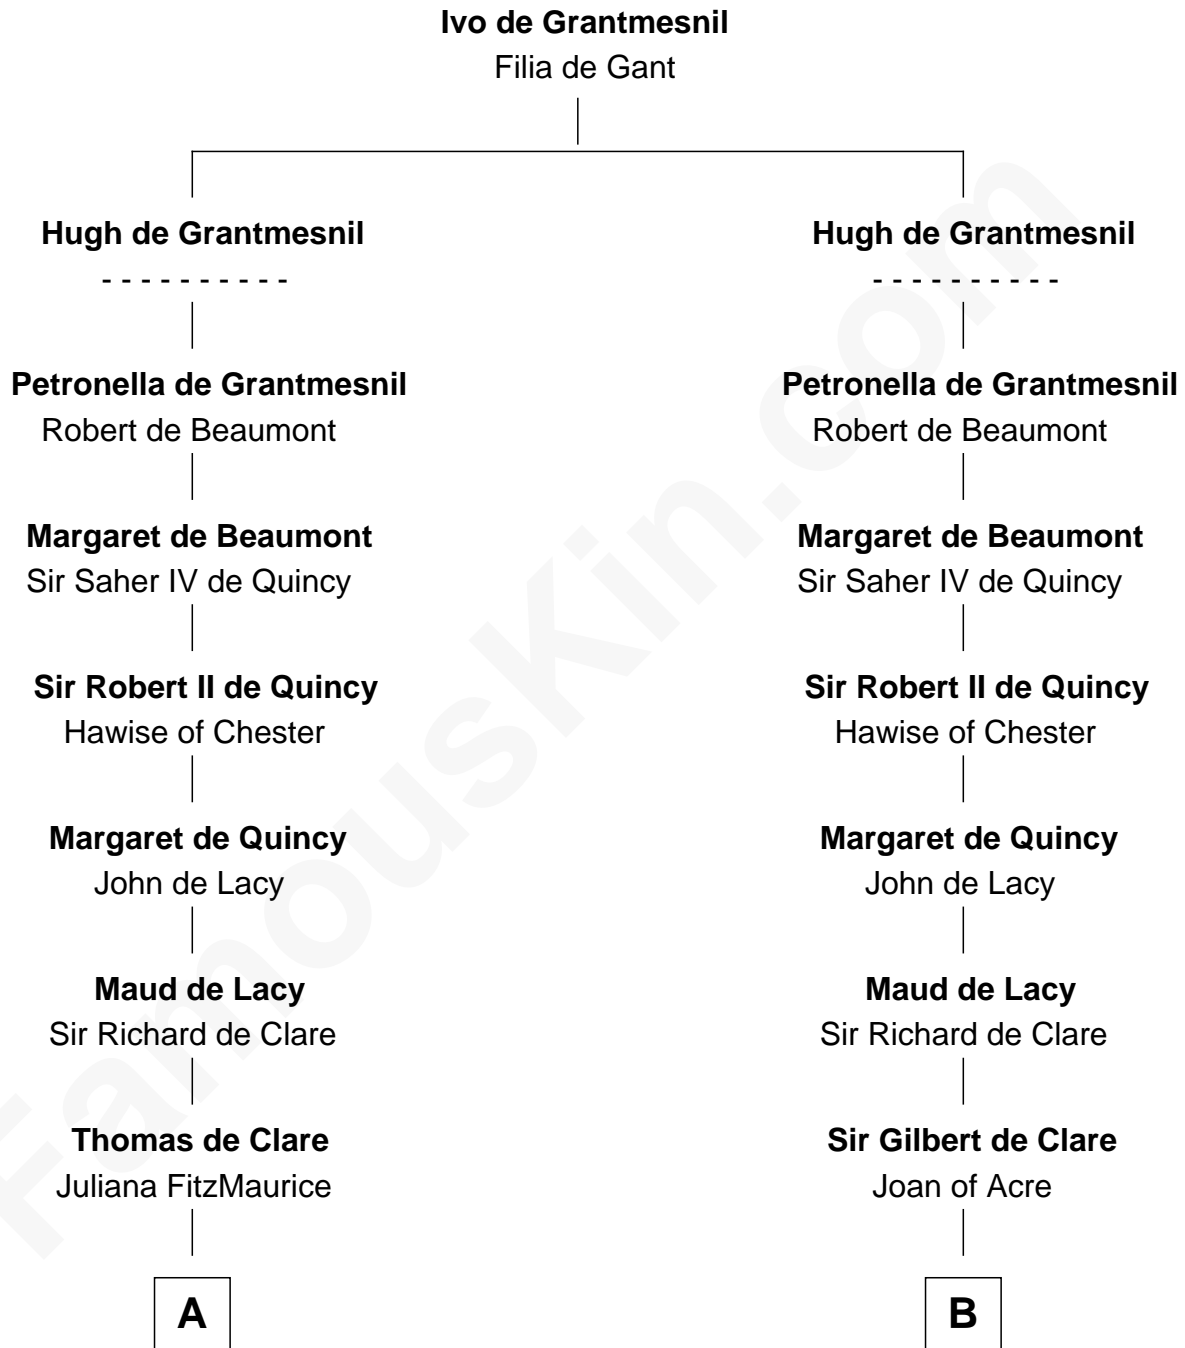 Ivo de Grantmesnil
Filia de Gant
Hugh de Grantmesnil
- - - - - - - - - -
Petronella de Grantmesnil
Robert de Beaumont
Margaret de Beaumont
Sir Saher IV de Quincy
Sir Robert II de Quincy
Hawise of Chester
Margaret de Quincy
John de Lacy
Maud de Lacy
Sir Richard de Clare
Thomas de Clare
Juliana FitzMaurice
A
Hugh de Grantmesnil
- - - - - - - - - -
Petronella de Grantmesnil
Robert de Beaumont
Margaret de Beaumont
Sir Saher IV de Quincy
Sir Robert II de Quincy
Hawise of Chester
Margaret de Quincy
John de Lacy
Maud de Lacy
Sir Richard de Clare
Sir Gilbert de Clare
Joan of Acre
B
FamousKin.com